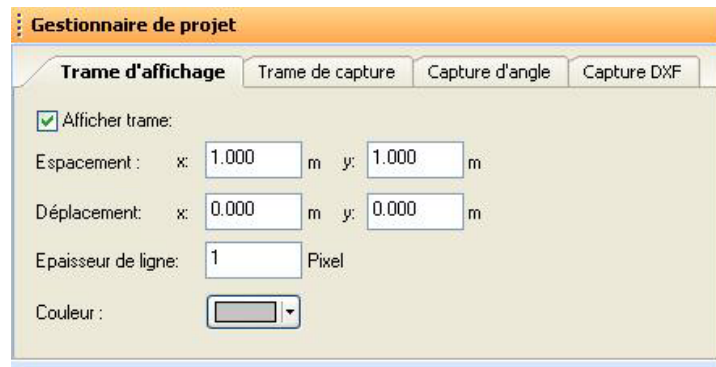 Gestionnaire de projet
Trame d'affichage Trame de capture Capture d'angle Capture DXF
Afficher trame:
Espacement : x: 1.000 m y: 1.000 m
Déplacement: x: 0.000 m y: 0.000 m
Epaisseur de ligne: 1 Pixel
Couleur :